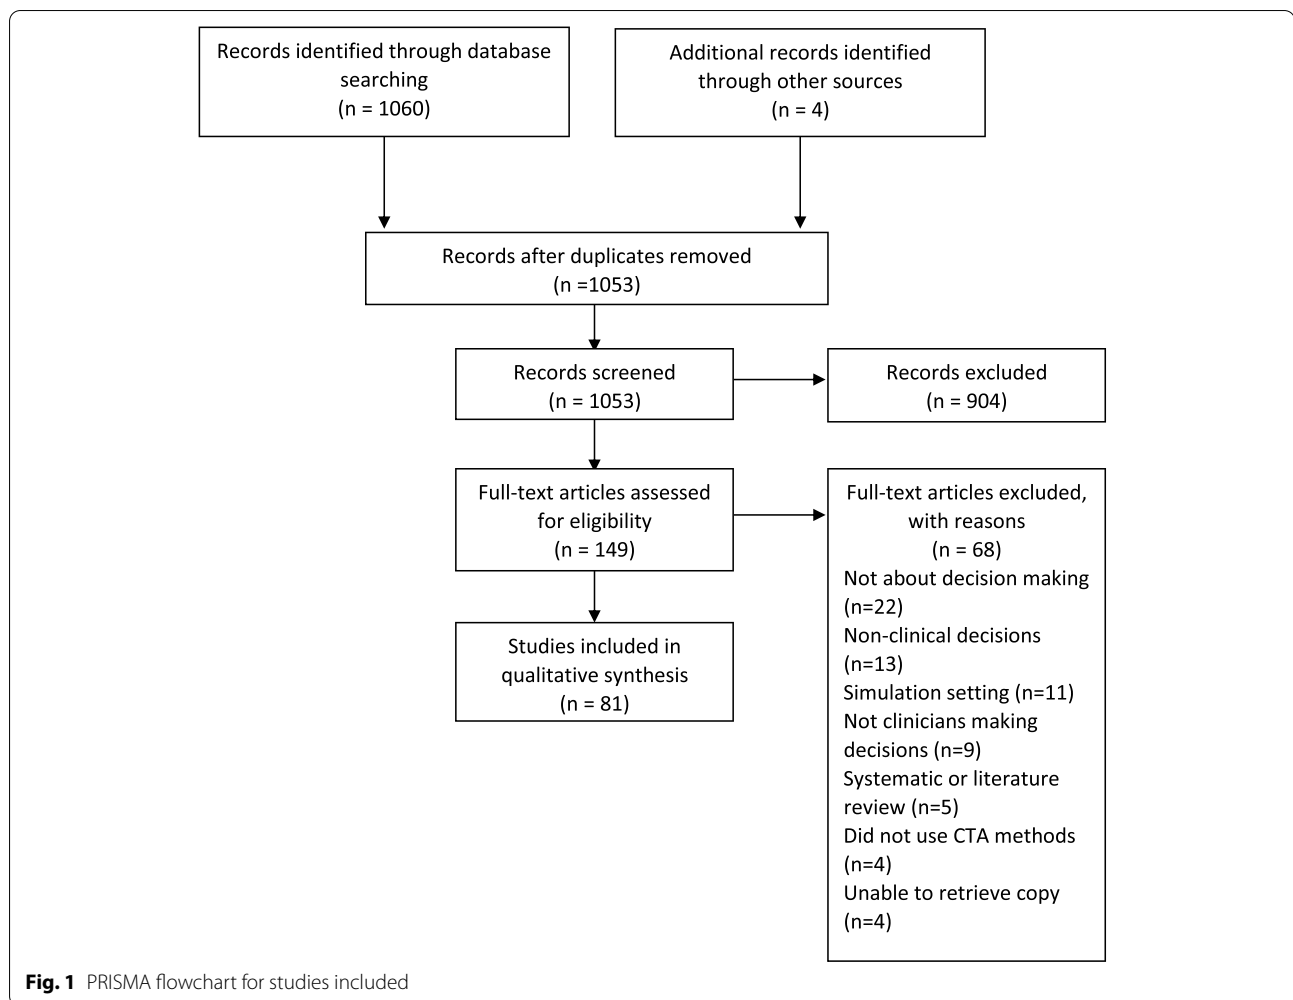 Records identified through database
searching
(n = 1060)
Additional records identified
through other sources
(n = 4)
Records after duplicates removed
(n =1053)
Records screened
(n = 1053)
Records excluded
(n = 904)
Full-text articles assessed
for eligibility
(n = 149)
Full-text articles excluded,
with reasons
(n = 68)
Not about decision making
(n=22)
Non-clinical decisions
(n=13)
Simulation setting (n=11)
Not clinicians making
decisions (n=9)
Systematic or literature
review (n=5)
Did not use CTA methods
(n=4)
Unable to retrieve copy
(n=4)
Studies included in
qualitative synthesis
(n = 81)
Fig. 1 PRISMA flowchart for studies included